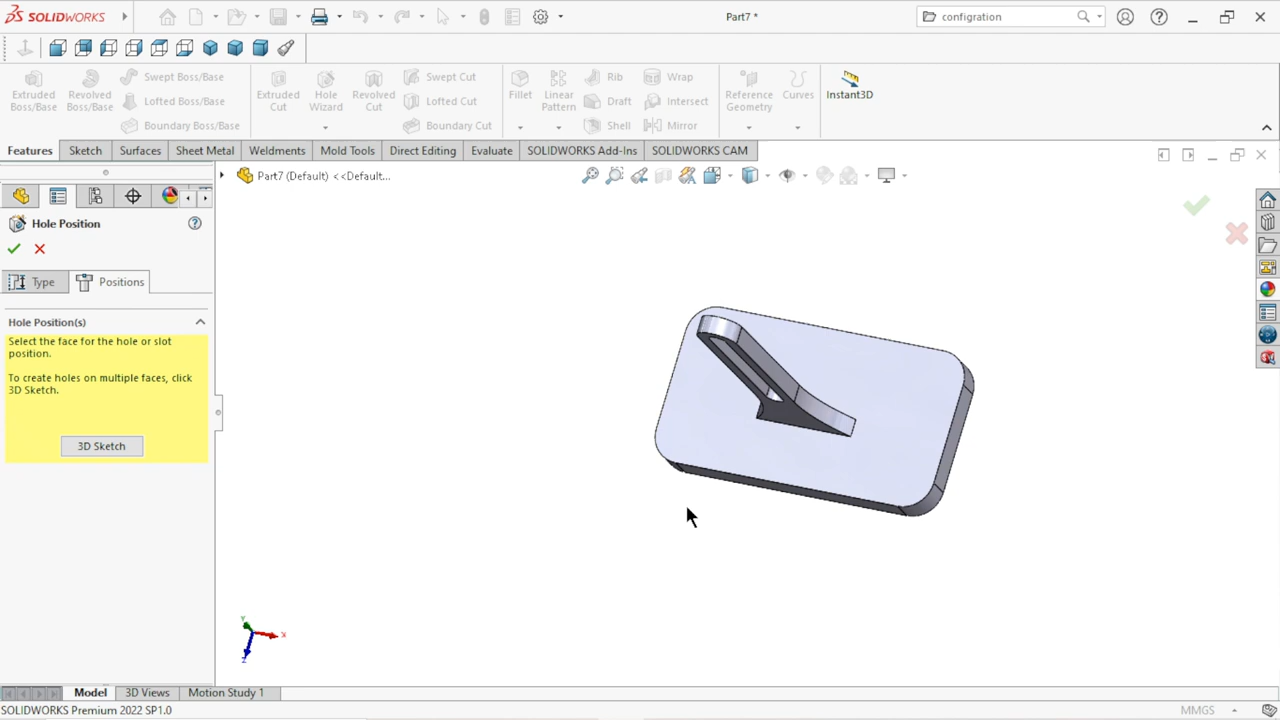 SOLIDWORKS
Part7 *
configration
Extruded Boss/Base
Revolved Boss/Base
Swept Boss/Base
Lofted Boss/Base
Boundary Boss/Base
Extruded Cut
Hole Wizard
Revolved Cut
Swept Cut
Lofted Cut
Boundary Cut
Fillet
Linear Pattern
Rib
Draft
Shell
Wrap
Intersect
Mirror
Reference Geometry
Curves
Instant3D
Features
Sketch
Surfaces
Sheet Metal
Weldments
Mold Tools
Direct Editing
Evaluate
SOLIDWORKS Add-Ins
SOLIDWORKS CAM
Part7 (Default) <<Default...
Hole Position
Type
Positions
Hole Position(s)
Select the face for the hole or slot
position.
To create holes on multiple faces, click
3D Sketch.
3D Sketch
Y
X
Z
Model
3D Views
Motion Study 1
SOLIDWORKS Premium 2022 SP1.0
MMGS